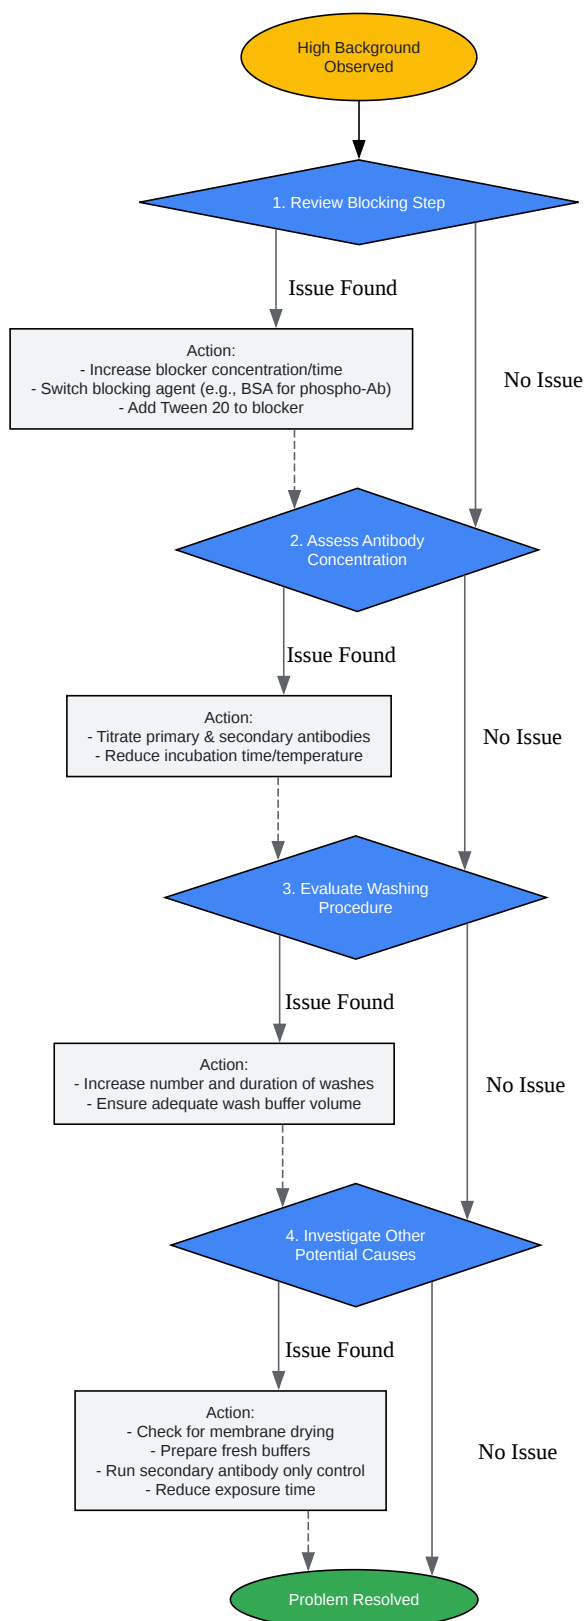 High Background
Observed
1. Review Blocking Step
Issue Found
No Issue
Action:
- Increase blocker concentration/time
- Switch blocking agent (e.g., BSA for phospho-Ab)
- Add Tween 20 to blocker
2. Assess Antibody
Concentration
Issue Found
No Issue
Action:
- Titrate primary & secondary antibodies
- Reduce incubation time/temperature
3. Evaluate Washing
Procedure
Issue Found
No Issue
Action:
- Increase number and duration of washes
- Ensure adequate wash buffer volume
4. Investigate Other
Potential Causes
Issue Found
No Issue
Action:
- Check for membrane drying
- Prepare fresh buffers
- Run secondary antibody only control
- Reduce exposure time
Problem Resolved